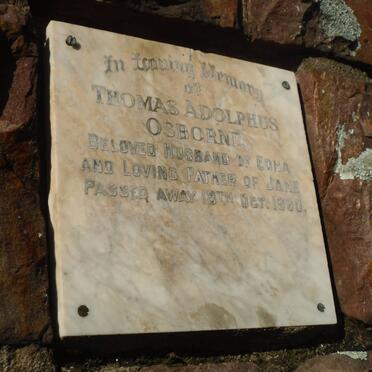 In Loving Memory
of
THOMAS ADOLPHUS
OSBORNE
BELOVED HUSBAND OF EDNA
AND LOVING FATHER OF JANE
PASSED AWAY 19TH OCT. 1980.